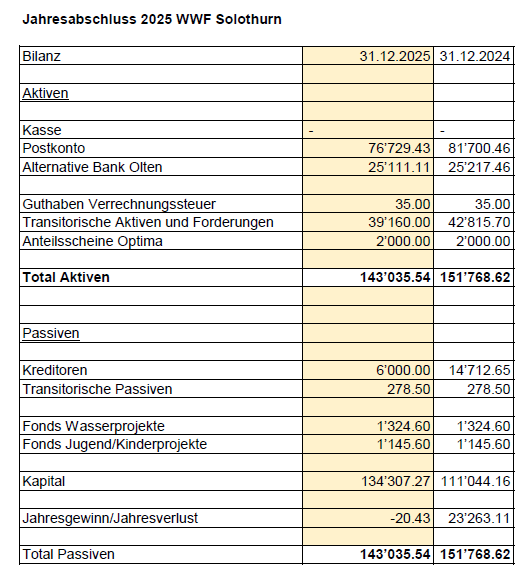 Jahresabschluss 2025 WWF Solothurn
Bilanz 31.12.2025 31.12.2024
Aktiven
Kasse - -
Postkonto 76’729.43 81’700.46
Alternative Bank Olten 25’111.11 25’217.46
Guthaben Verrechnungssteuer 35.00 35.00
Transitorische Aktiven und Forderungen 39’160.00 42’815.70
Anteilsscheine Optima 2’000.00 2’000.00
Total Aktiven 143’035.54 151’768.62
Passiven
Kreditoren 6’000.00 14’712.65
Transitorische Passiven 278.50 278.50
Fonds Wasserprojekte 1’324.60 1’324.60
Fonds Jugend/Kinderprojekte 1’145.60 1’145.60
Kapital 134’307.27 111’044.16
Jahresgewinn/Jahresverlust -20.43 23’263.11
Total Passiven 143’035.54 151’768.62